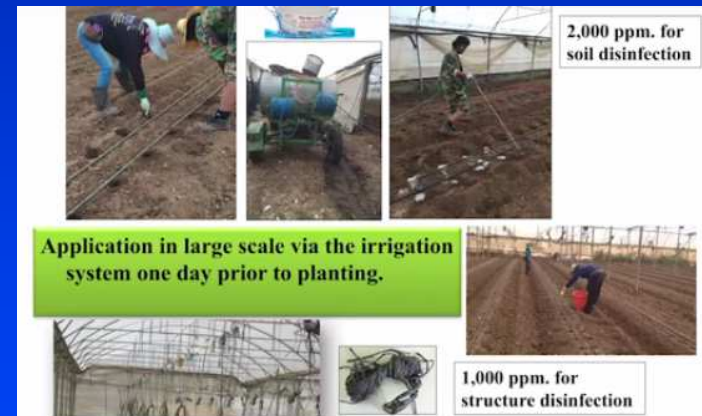 2,000 ppm. for
soil disinfection
Application in large scale via the irrigation
system one day prior to planting.
1,000 ppm. for
structure disinfection